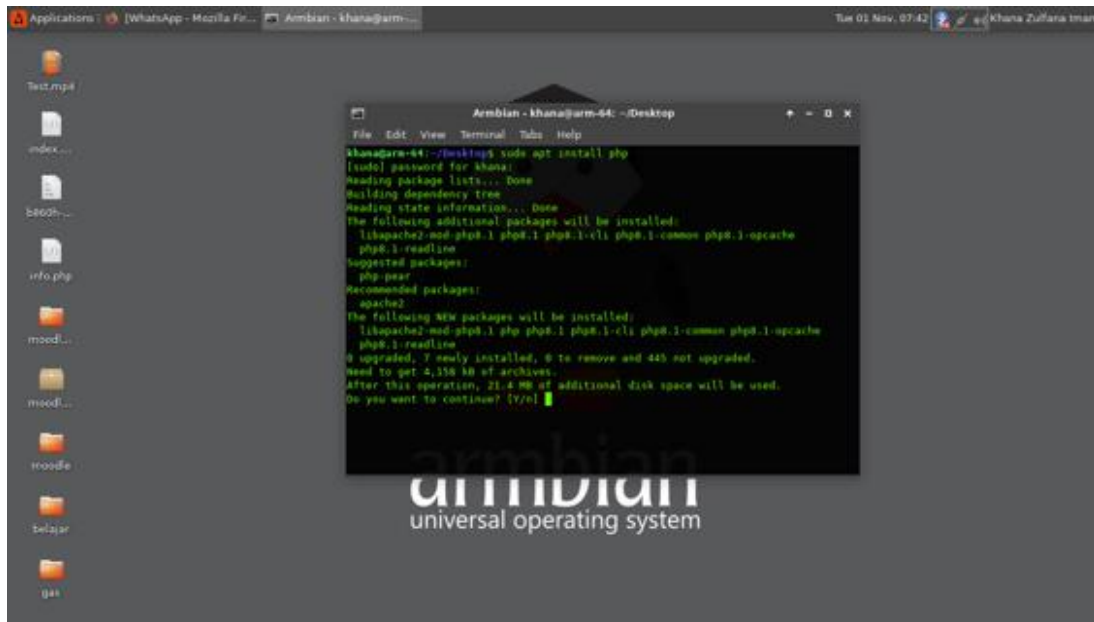 Applications
[WhatsApp - Mozilla Fir...
Armbian - khana@arm-...
Tue 01 Nov, 07:42
Khana Zulfana Imam
Test.mp4
index....
info.php
moodl...
moodl...
moodle
belajar
gas
Armbian - khana@arm-64: ~/Desktop
File Edit View Terminal Tabs Help
khana@arm-64:~/Desktop$ sudo apt install php
[sudo] password for khana:
Reading package lists... Done
Building dependency tree
Reading state information... Done
The following additional packages will be installed:
libapache2-mod-php8.1 php8.1 php8.1-cli php8.1-common php8.1-opcache
php8.1-readline
Suggested packages:
php-pear
Recommended packages:
apache2
The following NEW packages will be installed:
libapache2-mod-php8.1 php php8.1 php8.1-cli php8.1-common php8.1-opcache
php8.1-readline
0 upgraded, 7 newly installed, 0 to remove and 445 not upgraded.
Need to get 4,158 kB of archives.
After this operation, 21.4 MB of additional disk space will be used.
Do you want to continue? [Y/n]
armbian
universal operating system